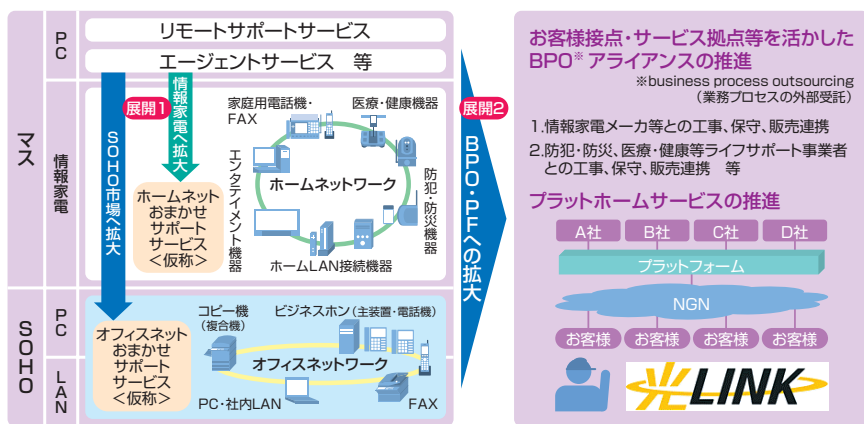 マス
PC
リモートサポートサービス
エージェントサービス 等
情報家電
展開1
SOHO市場へ拡大
情報家電へ拡大
家庭用電話機・
FAX
医療・健康機器
エンタテイメント機器
ホームネットワーク
防犯・防災機器
ホームLAN接続機器
ホームネット
おまかせ
サポート
サービス
<仮称>
SOHO
PC
LAN
オフィスネット
おまかせ
サポート
サービス
<仮称>
コピー機
(複合機)
ビジネスホン(主装置・電話機)
オフィスネットワーク
PC・社内LAN
FAX
展開2
BPO・PFへの拡大
お客様接点・サービス拠点等を活かした
BPO※ アライアンスの推進
※business process outsourcing
(業務プロセスの外部受託)
1.情報家電メーカ等との工事、保守、販売連携
2.防犯・防災、医療・健康等ライフサポート事業者
との工事、保守、販売連携 等
プラットホームサービスの推進
A社 B社 C社 D社
プラットフォーム
NGN
お客様 お客様 お客様 お客様
光LINK